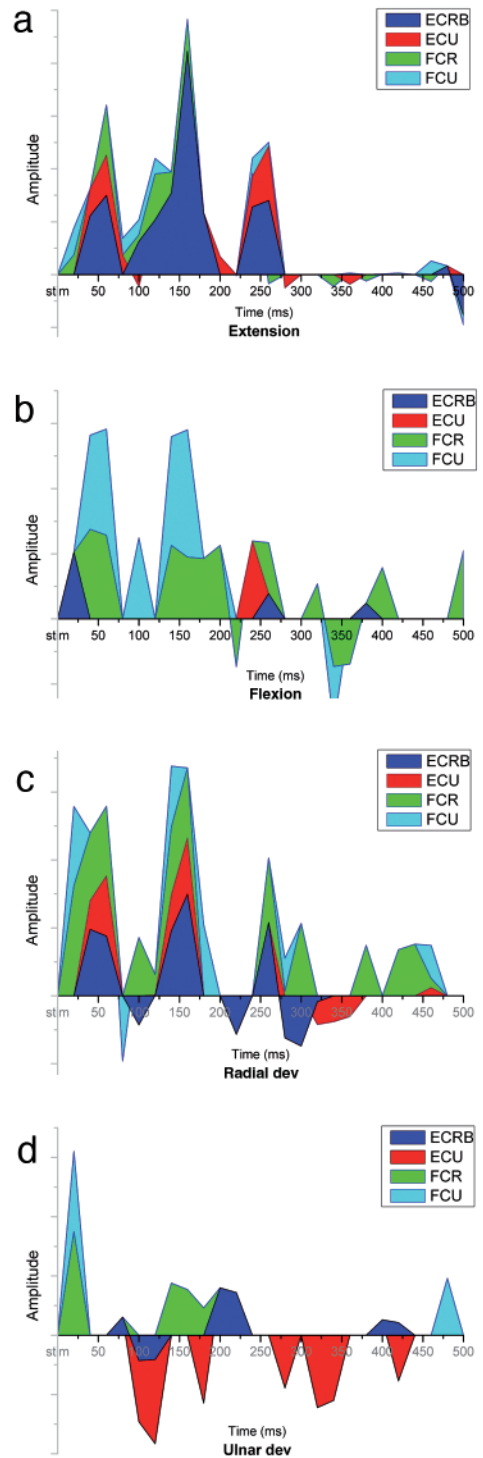 a
ECRB
ECU
FCR
FCU
Amplitude
stim 50 100 150 200 250 300 350 400 450 500
Time (ms)
Extension
b
ECRB
ECU
FCR
FCU
Amplitude
stim 50 100 150 200 250 300 350 400 450 500
Time (ms)
Flexion
c
ECRB
ECU
FCR
FCU
Amplitude
stim 50 100 150 200 250 300 350 400 450 500
Time (ms)
Radial dev
d
ECRB
ECU
FCR
FCU
Amplitude
stim 50 100 150 200 250 300 350 400 450 500
Time (ms)
Ulnar dev